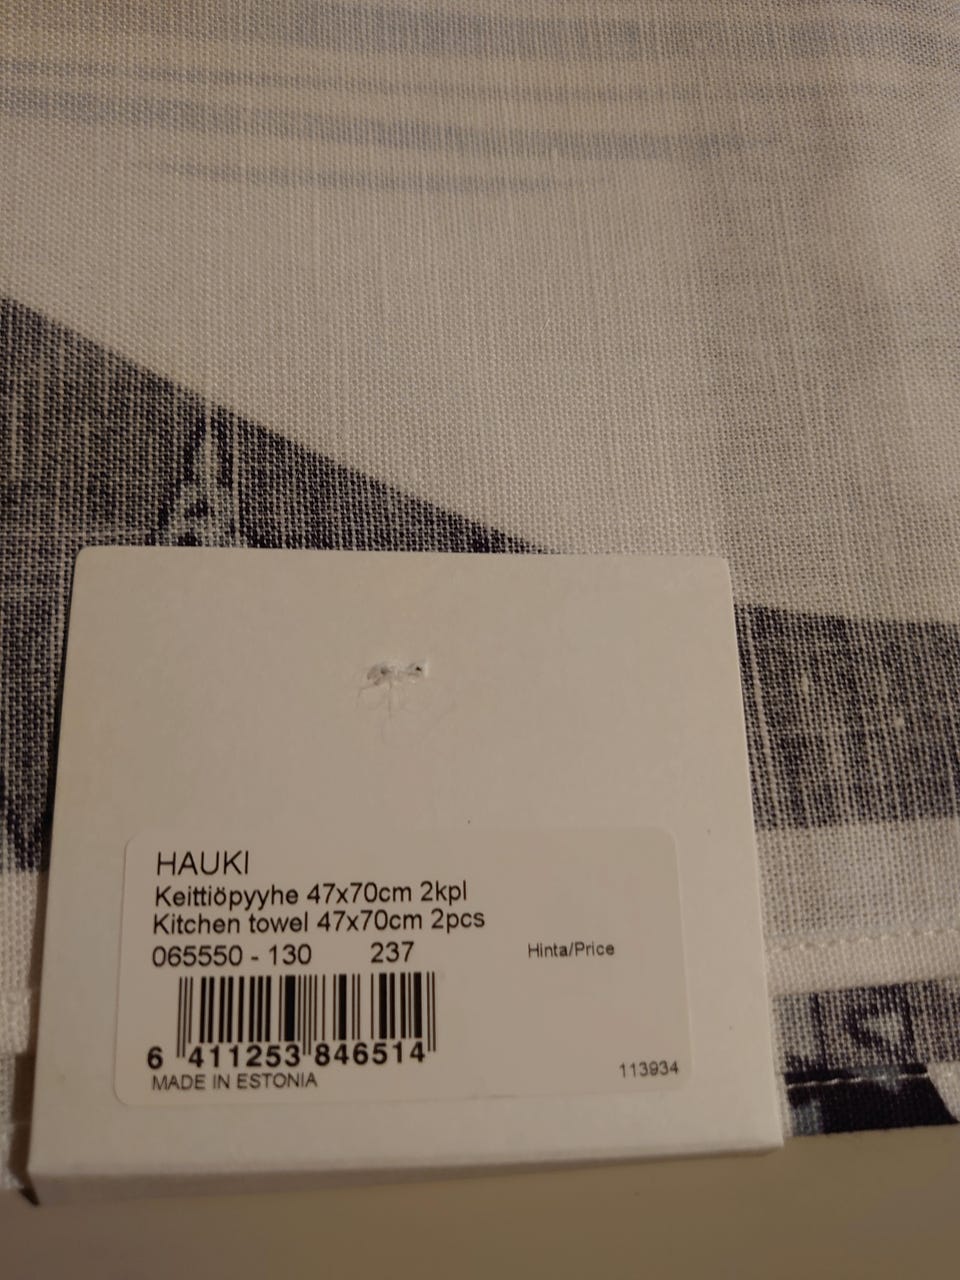 HAUKI
Keittiöpyyhe 47x70cm 2kpl
Kitchen towel 47x70cm 2pcs
065550 - 130 237 Hinta/Price
6 411253 846514
MADE IN ESTONIA 113934